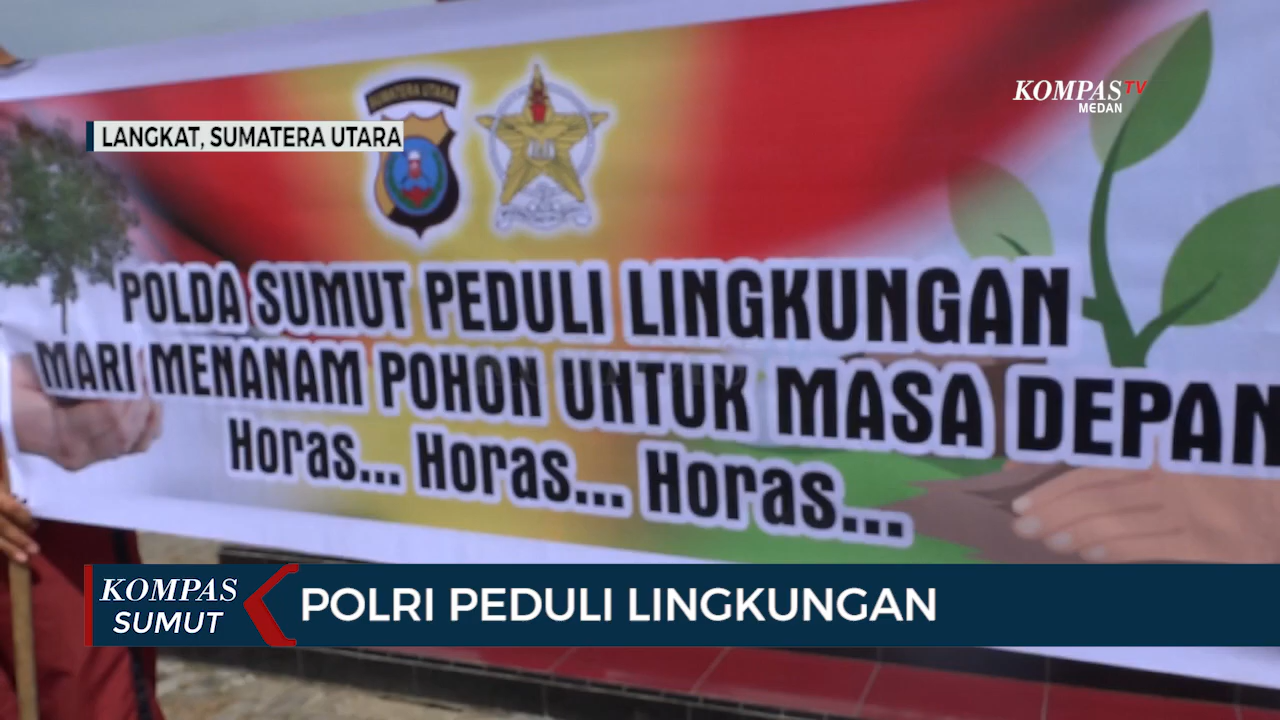 KOMPAS TV
MEDAN
LANGKAT, SUMATERA UTARA
SUMATERA UTARA
POLDA SUMUT PEDULI LINGKUNGAN
MARI MENANAM POHON UNTUK MASA DEPAN
Horas... Horas... Horas...
KOMPAS
SUMUT
POLRI PEDULI LINGKUNGAN